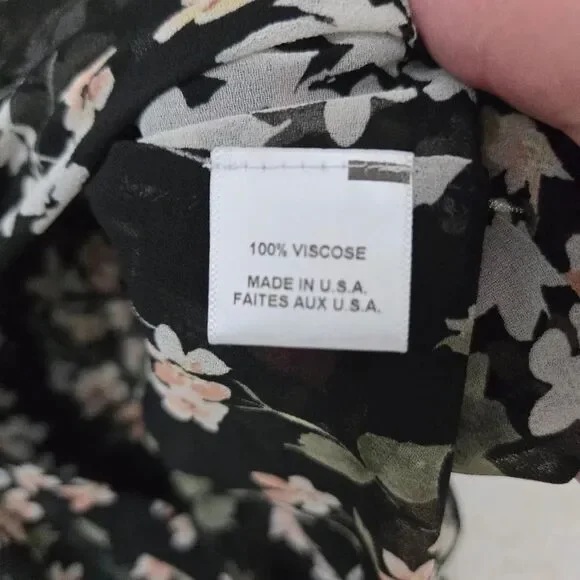 100% VISCOSE
MADE IN U.S.A.
FAITES AUX U.S.A.